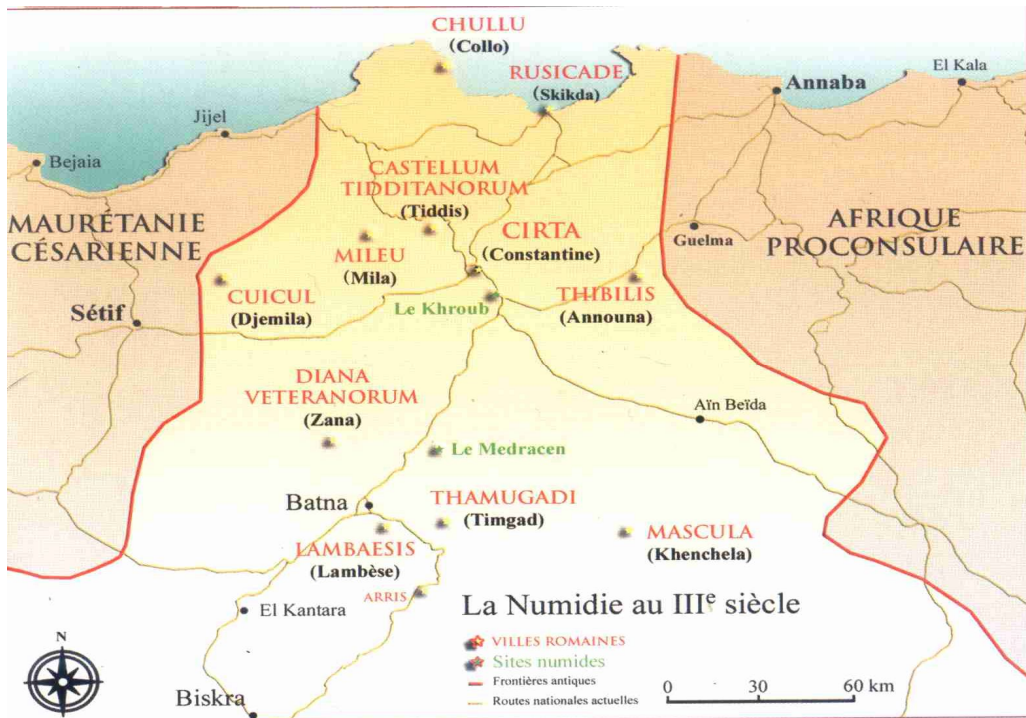 CHULLU
(Collo)
RUSICADE
(Skikda)
Annaba
El Kala
Jijel
Bejaia
CASTELLUM
TIDDITANORUM
(Tiddis)
MAURÉTANIE
CÉSARIENNE
AFRIQUE
PROCONSULAIRE
CIRTA
(Constantine)
Guelma
MILEU
(Mila)
CUICUL
(Djemila)
Le Khroub
THIBILIS
(Announa)
Sétif
DIANA
VETERANORUM
(Zana)
Aïn Beïda
Le Medracen
Batna
THAMUGADI
(Timgad)
MASCULA
(Khenchela)
LAMBAESIS
(Lambèse)
ARRIS
El Kantara
La Numidie au IIIe siècle
VILLES ROMAINES
Sites numides
Frontières antiques
Routes nationales actuelles
0 30 60 km
N
Biskra